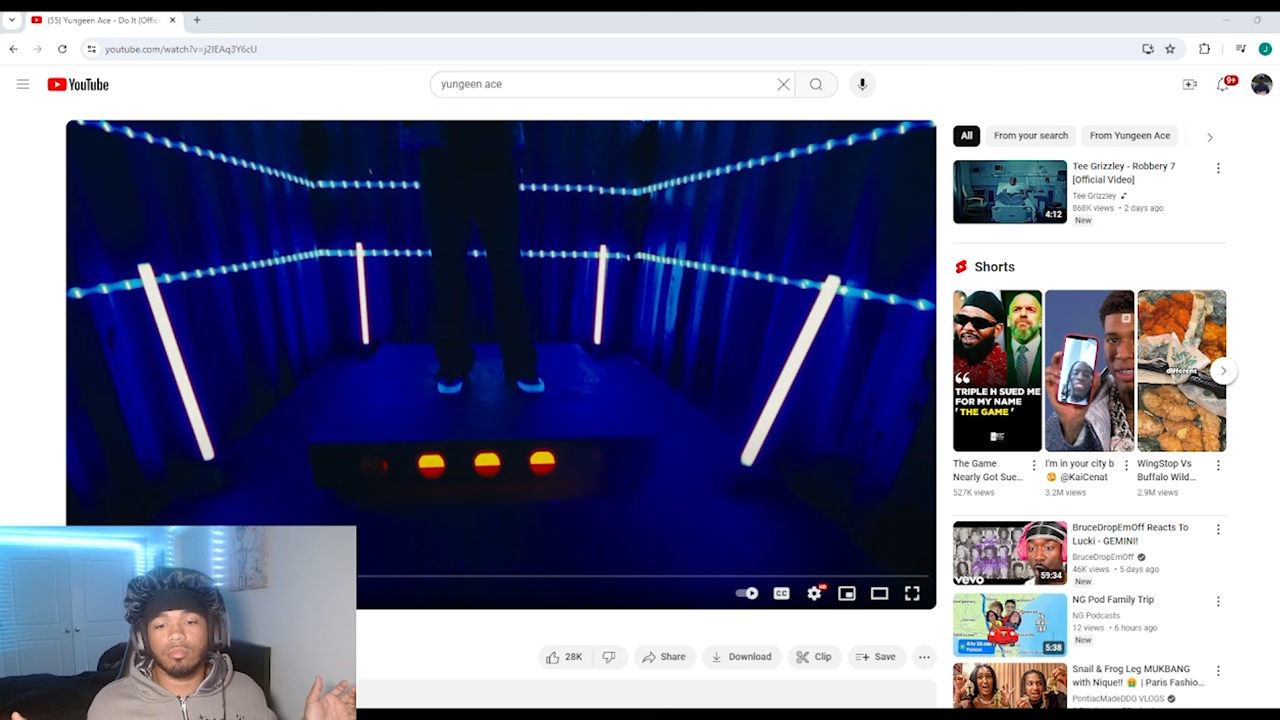 (55) Yungeen Ace - Do It (Offici
youtube.com/watch?v=j2IEAq3Y6cU
J
YouTube
yungeen ace
9+
All
From your search
From Yungeen Ace
Tee Grizzley - Robbery 7
[Official Video]
Tee Grizzley
868K views • 2 days ago
New
4:12
Shorts
TRIPLE H SUED ME
FOR MY NAME
'THE GAME'
different
The Game
Nearly Got Sue...
527K views
I'm in your city b
@KaiCenat
3.2M views
WingStop Vs
Buffalo Wild...
2.9M views
BruceDropEmOff Reacts To
Lucki - GEMINI!
BruceDropEmOff
46K views • 5 days ago
New
vevo
59:34
CC
HD
NG Pod Family Trip
NG Podcasts
12 views • 6 hours ago
New
5:38
28K
Share
Download
Clip
Save
Snail & Frog Leg MUKBANG
with Nique!! | Paris Fashio...
PontiacMadeDDG VLOGS